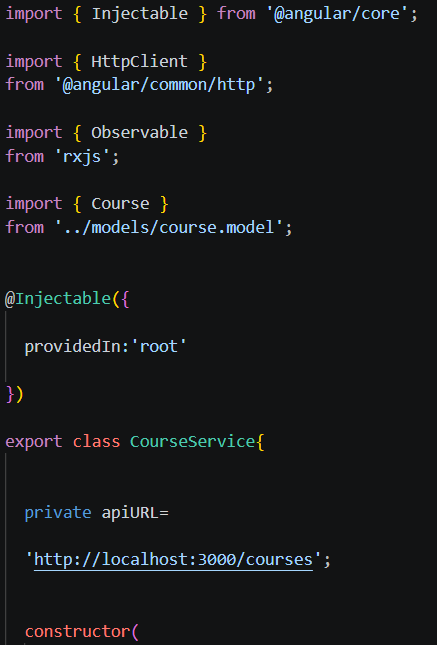 import { Injectable } from '@angular/core';
import { HttpClient }
from '@angular/common/http';
import { Observable }
from 'rxjs';
import { Course }
from '../models/course.model';
@Injectable({
providedIn:'root'
})
export class CourseService{
private apiURL=
'http://localhost:3000/courses';
constructor(